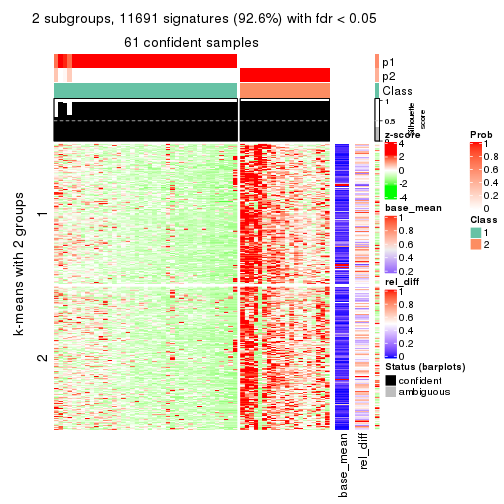 2 subgroups, 11691 signatures (92.6%) with fdr < 0.05
61 confident samples
p1
p2
Class
1
0.5
Silhouette
score
k-means with 2 groups
1
2
base_mean
rel_diff
z-score
4
2
0
-2
-4
base_mean
1
0.8
0.6
0.4
0.2
rel_diff
1
0.8
0.6
0.4
0.2
0
Status (barplots)
confident
ambiguous
Prob
1
0.8
0.6
0.4
0.2
0
Class
1
2